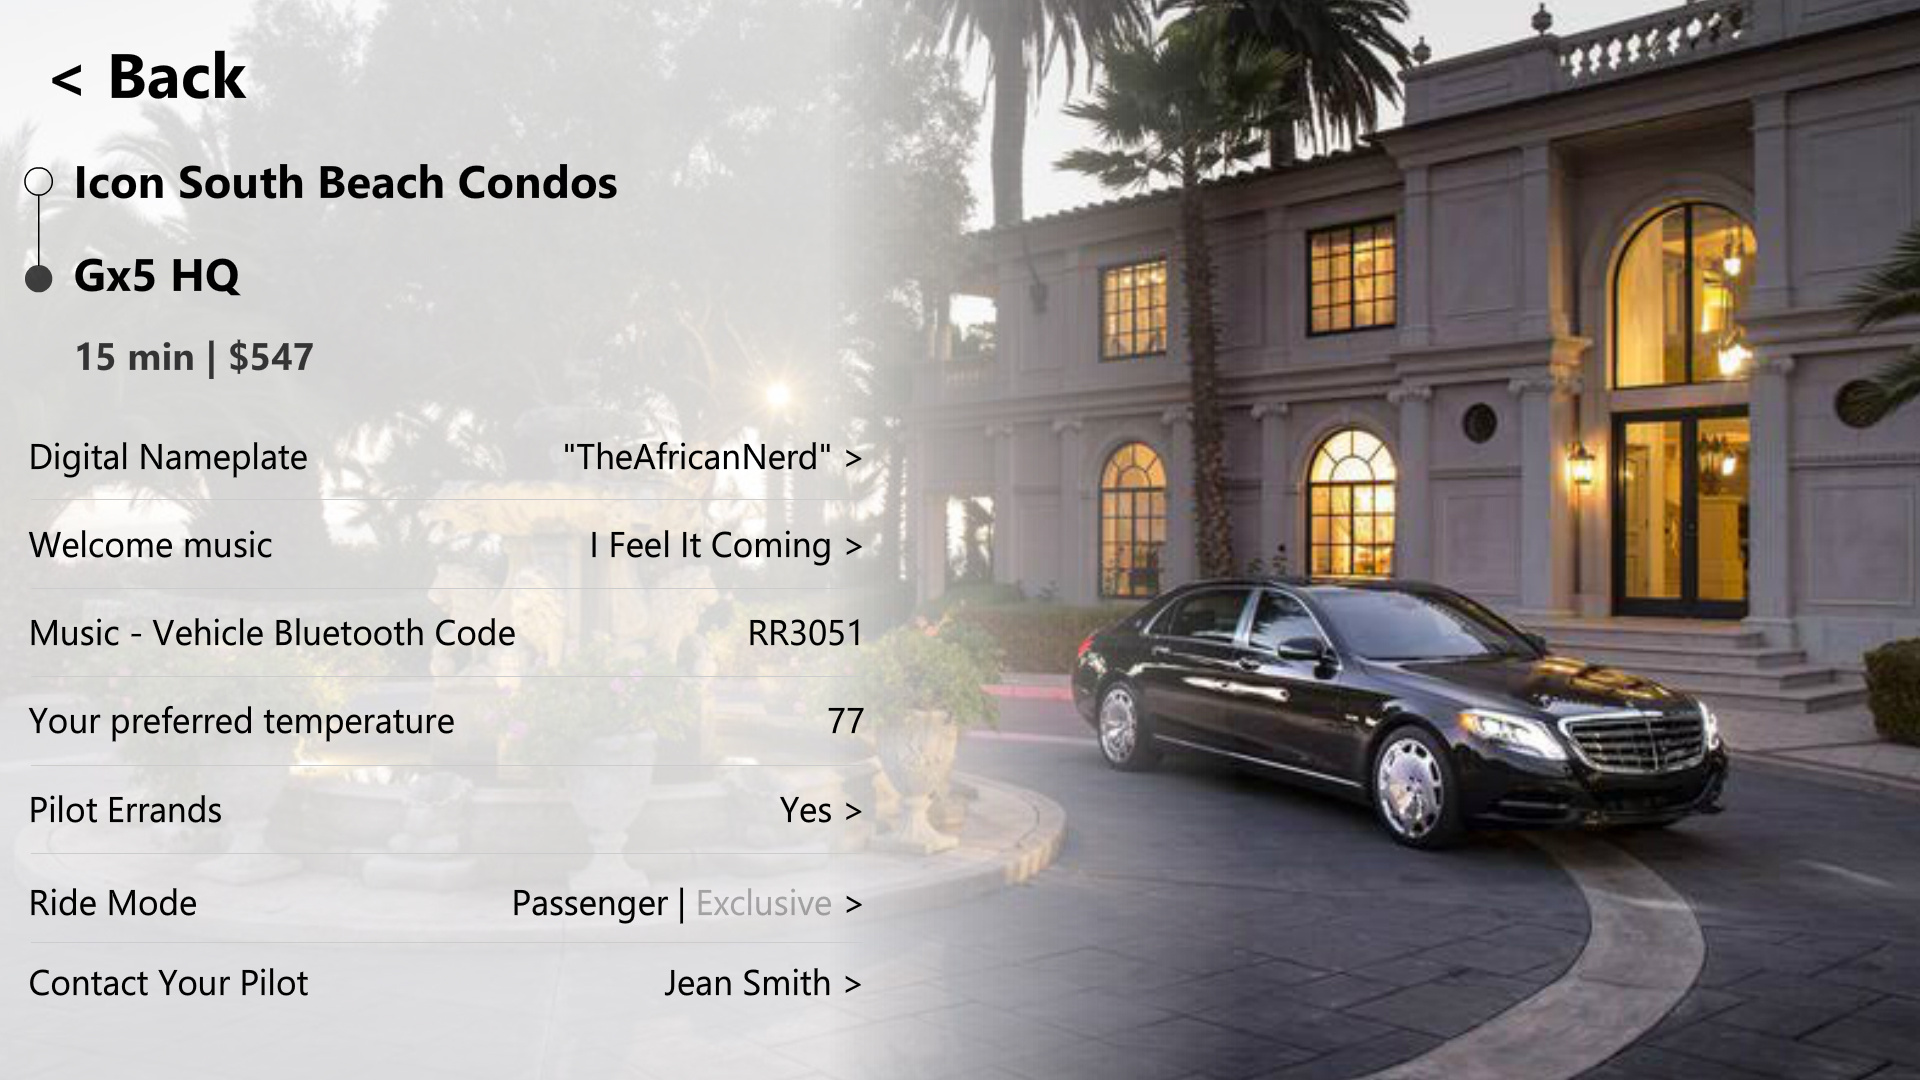 < Back
Icon South Beach Condos
Gx5 HQ
15 min | $547
Digital Nameplate "TheAfricanNerd" >
Welcome music I Feel It Coming >
Music - Vehicle Bluetooth Code RR3051
Your preferred temperature 77
Pilot Errands Yes >
Ride Mode Passenger | Exclusive >
Contact Your Pilot Jean Smith >